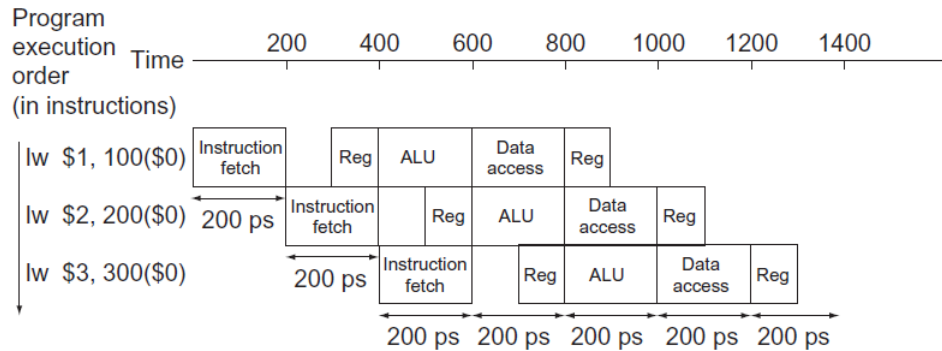 Program
execution
order
(in instructions)
Time
200 400 600 800 1000 1200 1400
lw $1, 100($0)
Instruction
fetch
Reg
ALU
Data
access
Reg
lw $2, 200($0)
200 ps
Instruction
fetch
Reg
ALU
Data
access
Reg
lw $3, 300($0)
200 ps
Instruction
fetch
Reg
ALU
Data
access
Reg
200 ps 200 ps 200 ps 200 ps 200 ps